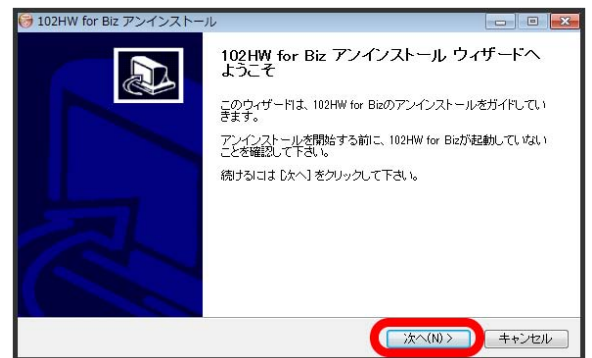 102HW for Biz アンインストール
102HW for Biz アンインストール ウィザードへ
ようこそ
このウィザードは、102HW for Bizのアンインストールをガイドしてい
きます。
アンインストールを開始する前に、102HW for Bizが起動していない
ことを確認して下さい。
続けるには [次へ] をクリックして下さい。
次へ(N) >
キャンセル